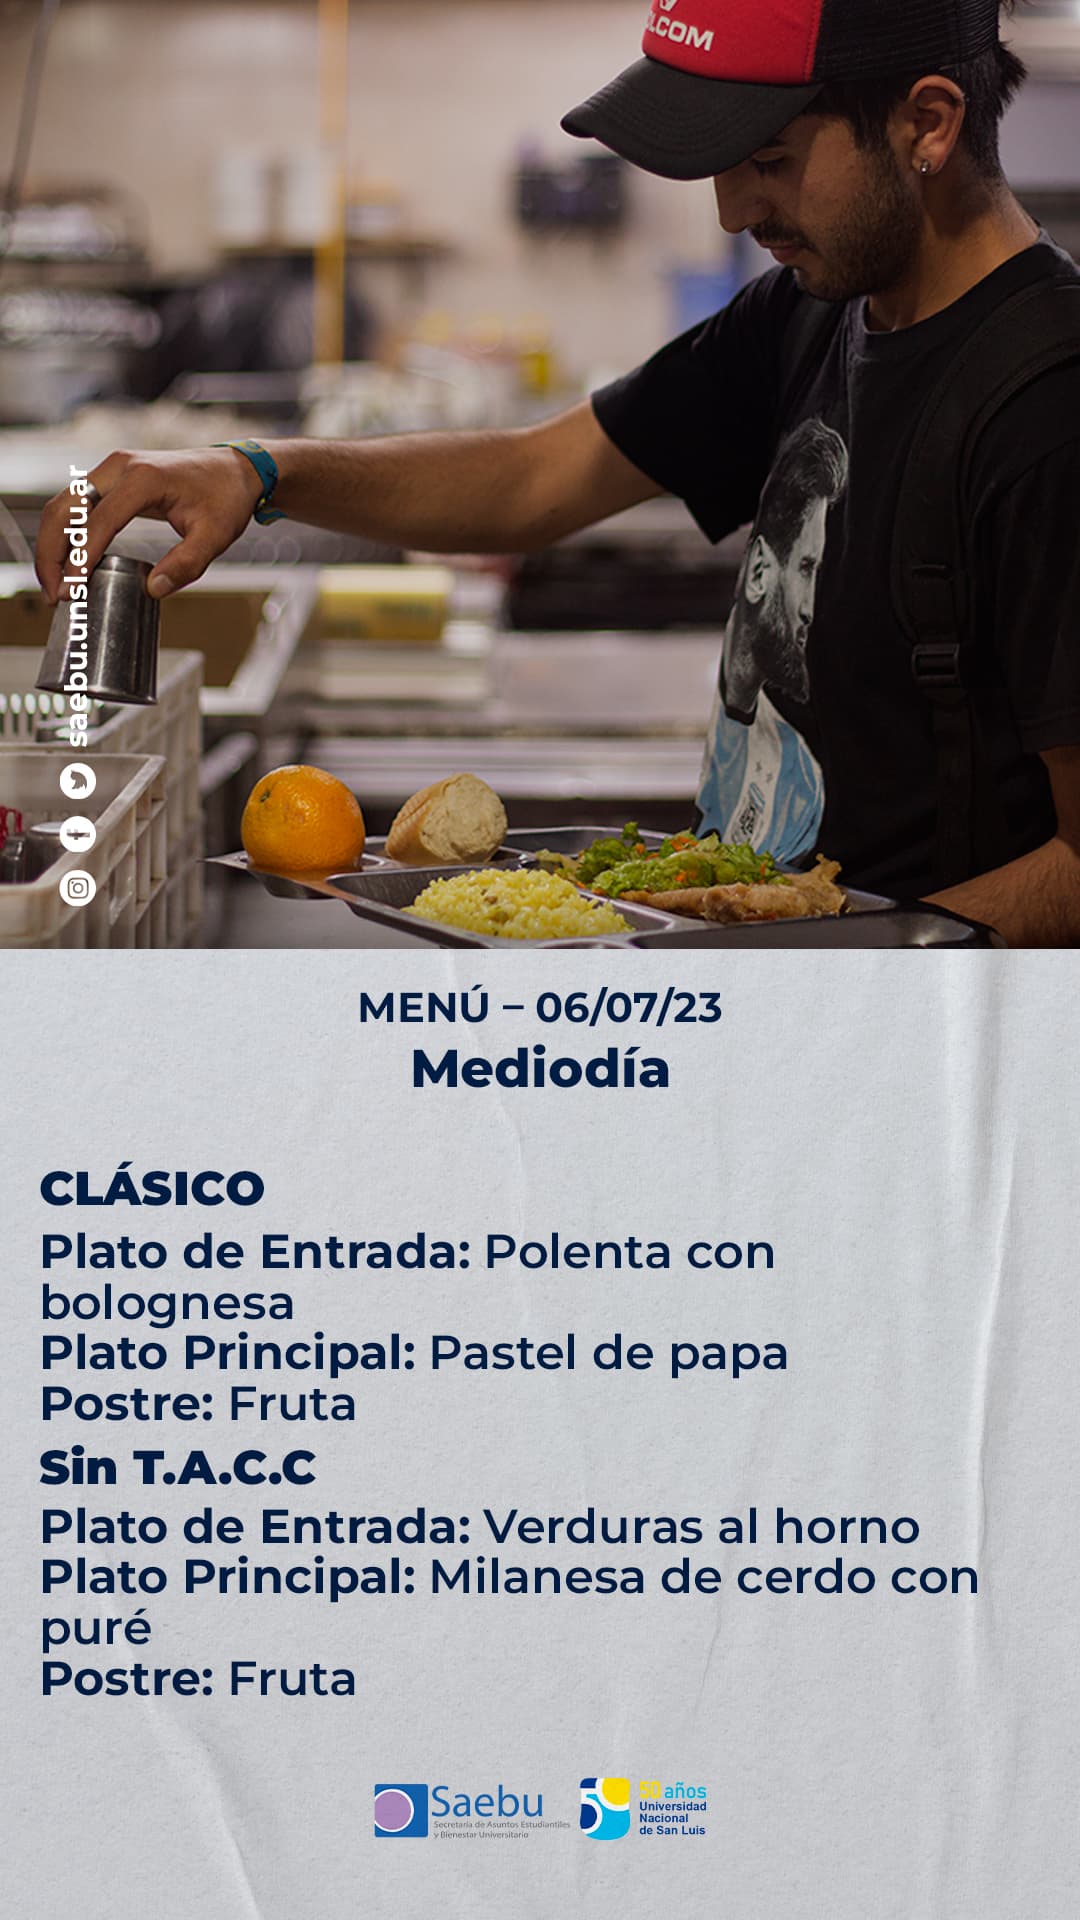 LCOM
saebu.unsl.edu.ar
MENÚ – 06/07/23
Mediodía
CLÁSICO
Plato de Entrada: Polenta con
bolognesa
Plato Principal: Pastel de papa
Postre: Fruta
Sin T.A.C.C
Plato de Entrada: Verduras al horno
Plato Principal: Milanesa de cerdo con
puré
Postre: Fruta
Saebu
Secretaría de Asuntos Estudiantiles
y Bienestar Universitario
50 años
Universidad
Nacional
de San Luis